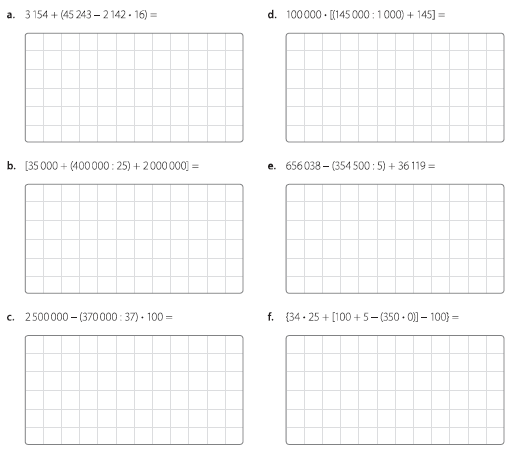 a. 3 154 + (45 243 – 2 142 • 16) =
b. [35 000 + (400 000 : 25) + 2 000 000] =
c. 2 500 000 – (370 000 : 37) • 100 =
d. 100 000 • [(145 000 : 1 000) + 145] =
e. 656 038 – (354 500 : 5) + 36 119 =
f. {34 • 25 + [100 + 5 – (350 • 0)] – 100} =